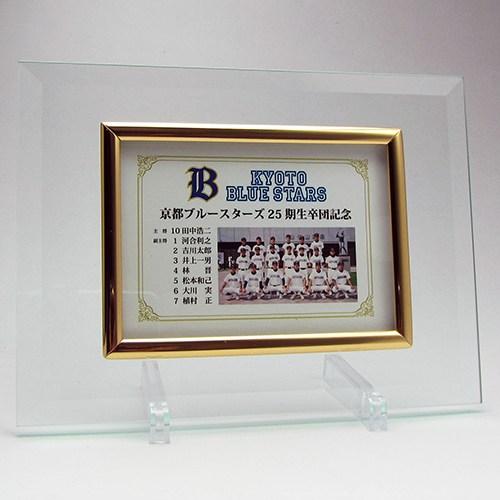 B KYOTO
BLUE STARS
京都ブルースターズ25期生卒団記念
主将 10 田中浩二
副主将 1 河合利之
2 吉川太郎
3 井上一男
4 林 晋
5 松本和己
6 大川 実
7 植村 正